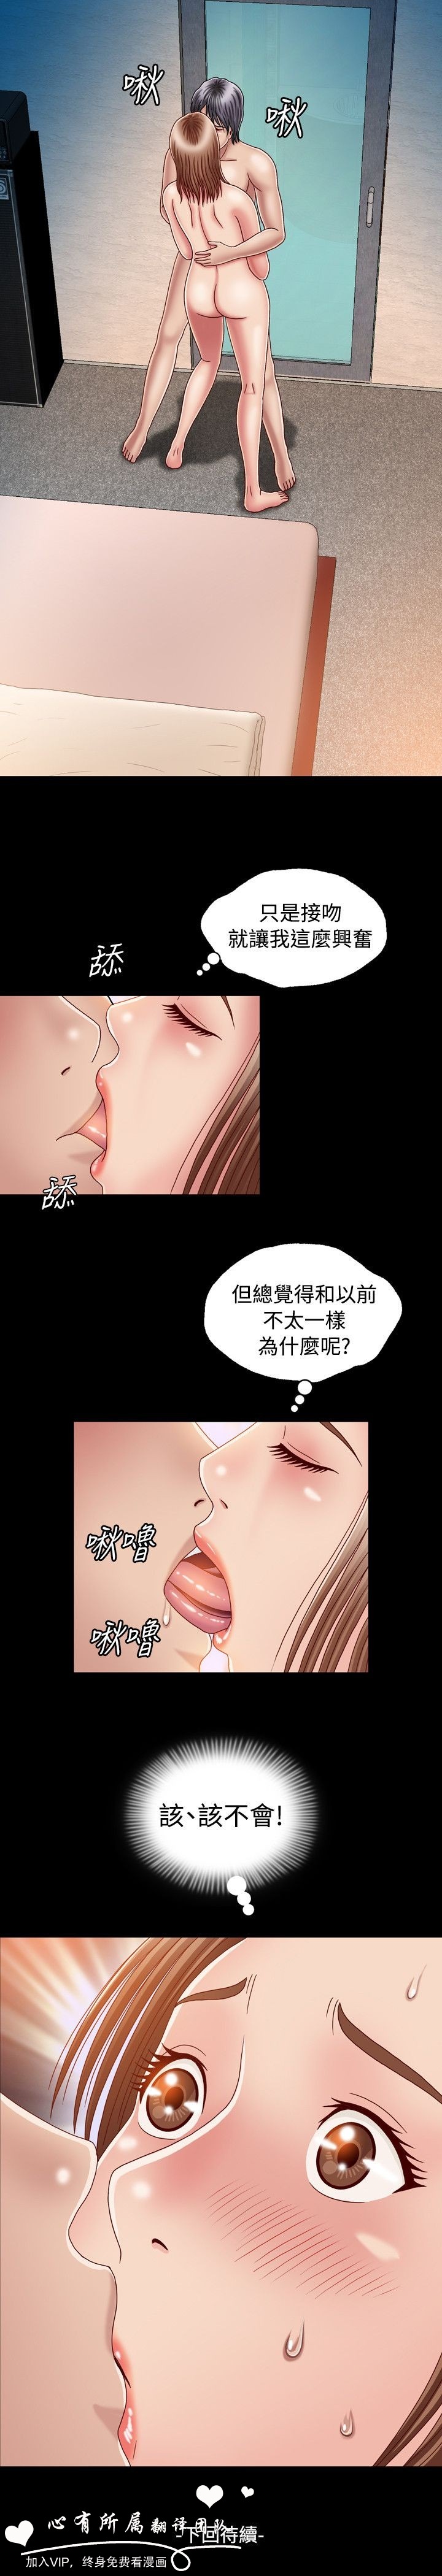 啾
啾
只是接吻
就讓我這麼興奮
舔
舔
但總覺得和以前
不太一樣
為什麼呢?
啾嚕
啾嚕
該、該不會!
心有所属翻译团队
-下回待續-
加入VIP，终身免费看漫画